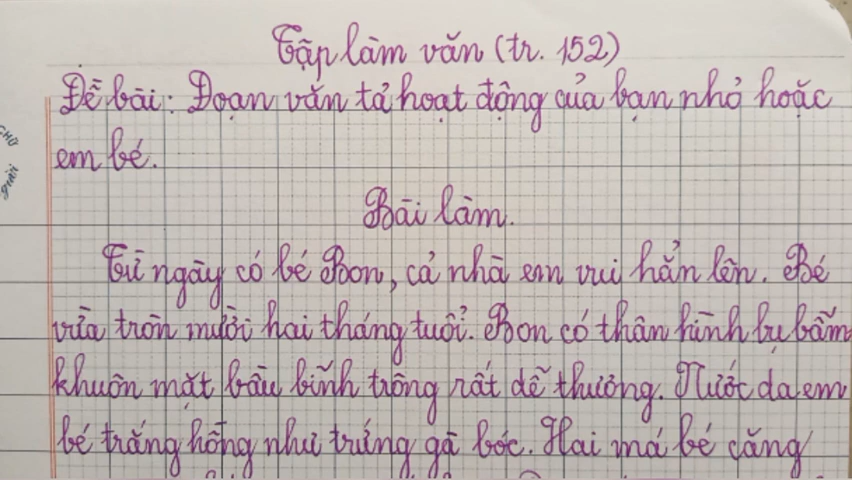 Tập làm văn (tr. 152)
Đề bài: Đoạn văn tả hoạt động của bạn nhỏ hoặc
em bé.
Bài làm.
Từ ngày có bé Bon, cả nhà em vui hẳn lên. Bé
vừa tròn mười hai tháng tuổi. Bon có thân hình bụ bẫm
khuôn mặt bầu bĩnh trông rất dễ thương. Nước da em
bé trắng hồng như trứng gà bóc. Hai má bé căng